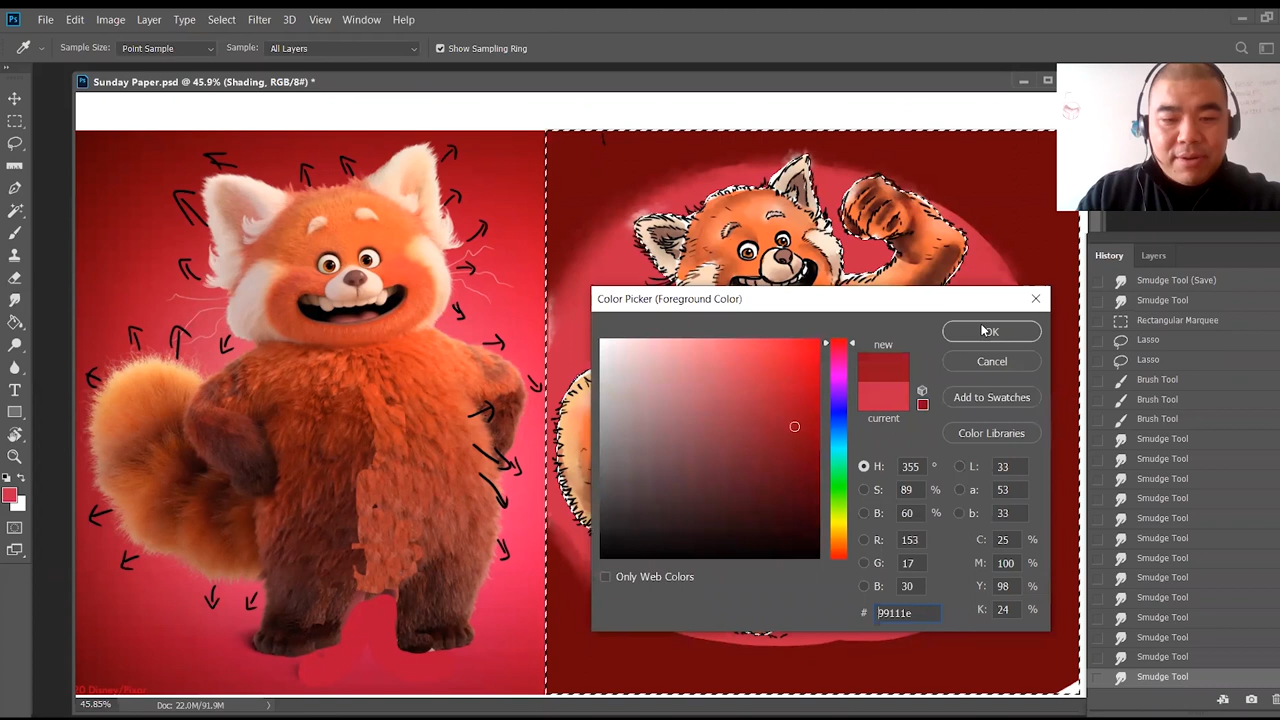 Ps File Edit Image Layer Type Select Filter 3D View Window Help
Sample Size: Point Sample Sample: All Layers Show Sampling Ring
Ps Sunday Paper.psd @ 45.9% (Shading, RGB/8#) *
Color Picker (Foreground Color)
OK
new
Cancel
Add to Swatches
current
Color Libraries
H: 355 ° L: 33
S: 89 % a: 53
B: 60 % b: 33
R: 153 C: 25 %
G: 17 M: 100 %
B: 30 Y: 98 %
# 99111e K: 24 %
Only Web Colors
History Layers
Smudge Tool (Save)
Smudge Tool
Rectangular Marquee
Lasso
Lasso
Brush Tool
Brush Tool
Brush Tool
Smudge Tool
Smudge Tool
Smudge Tool
Smudge Tool
Smudge Tool
Smudge Tool
Smudge Tool
Smudge Tool
Smudge Tool
Smudge Tool
Smudge Tool
Smudge Tool
Smudge Tool
T
Disney/Pixar
45.85% Doc: 22.0M/91.9M